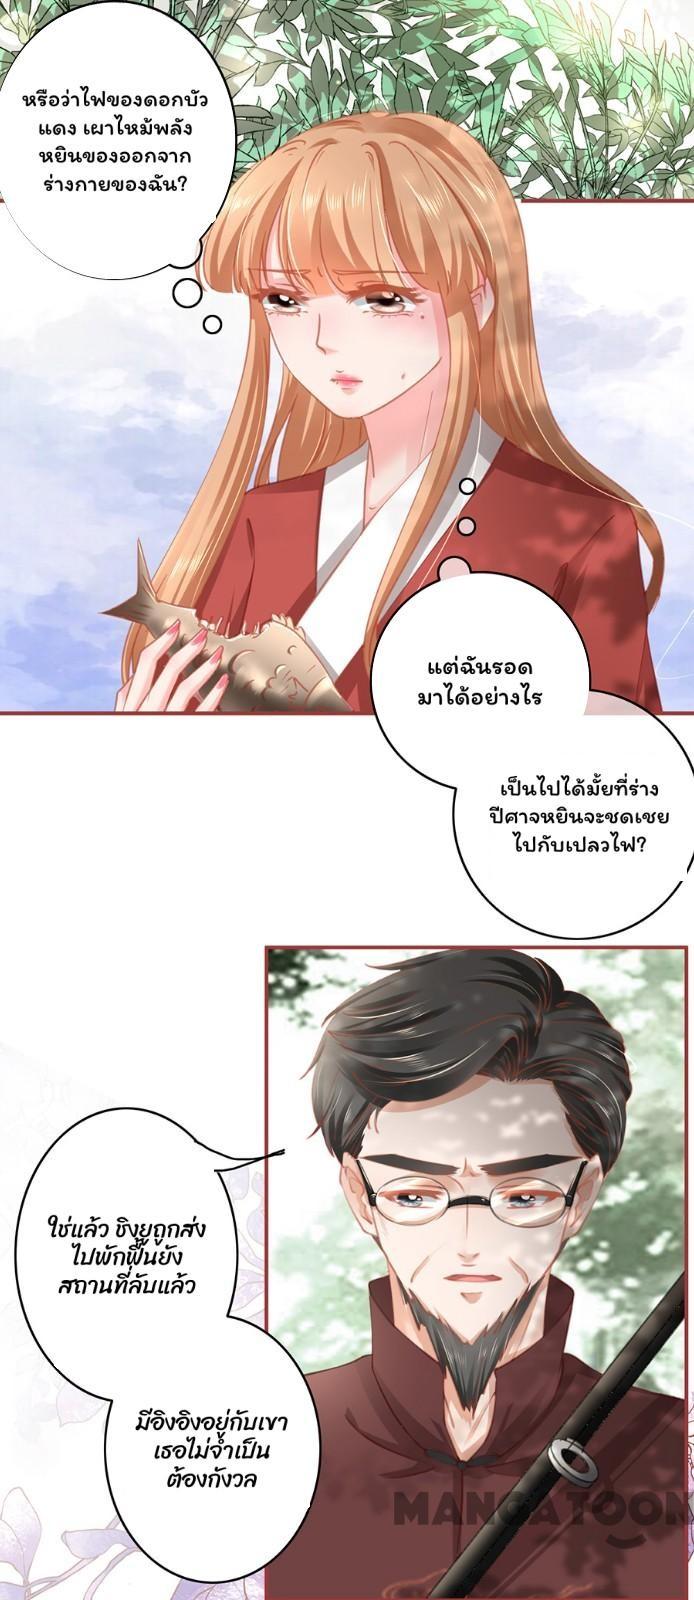 หรือว่าไฟของดอกบัว
แดง เผาไหม้พลัง
หยินของออกจาก
ร่างกายของฉัน?
แต่ฉันรอด
มาได้อย่างไร
เป็นไปได้มั้ยที่ร่าง
ปีศาจหยินจะชดเชย
ไปกับเปลวไฟ?
ใช่แล้ว ชิงยูถูกส่ง
ไปพักฟื้นยัง
สถานที่ลับแล้ว
มีอิงอิงอยู่กับเขา
เธอไม่จำเป็น
ต้องกังวล
MANGATOON